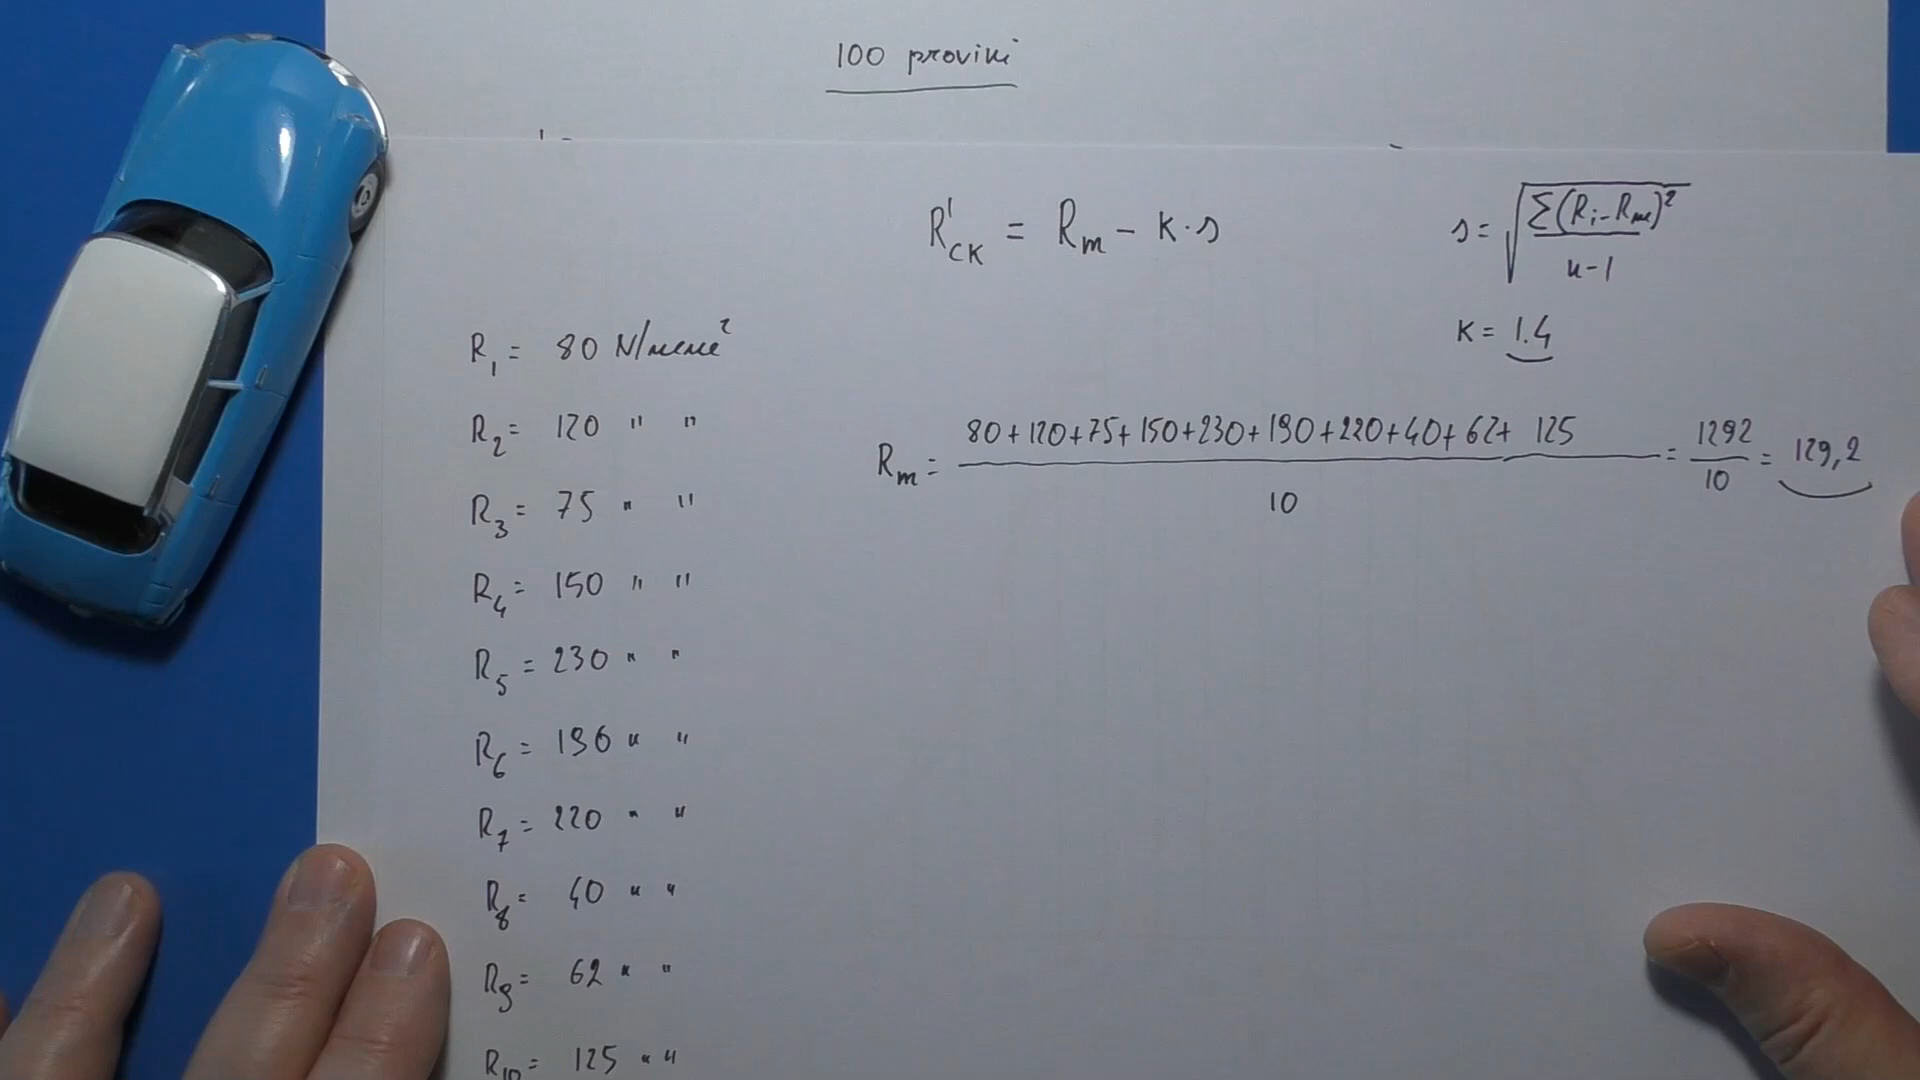 100 provini
R'CK = Rm - K · s
s = √(Σ(Ri - Rm)² / n-1)
K = 1.4
R1 = 80 N/mm²
R2 = 120 " "
R3 = 75 " "
R4 = 150 " "
R5 = 230 " "
R6 = 190 " "
R7 = 220 " "
R8 = 40 " "
R9 = 62 " "
R10 = 125 " "
Rm = 80+120+75+150+230+190+220+40+62+ 125 / 10 = 1292 / 10 = 129,2